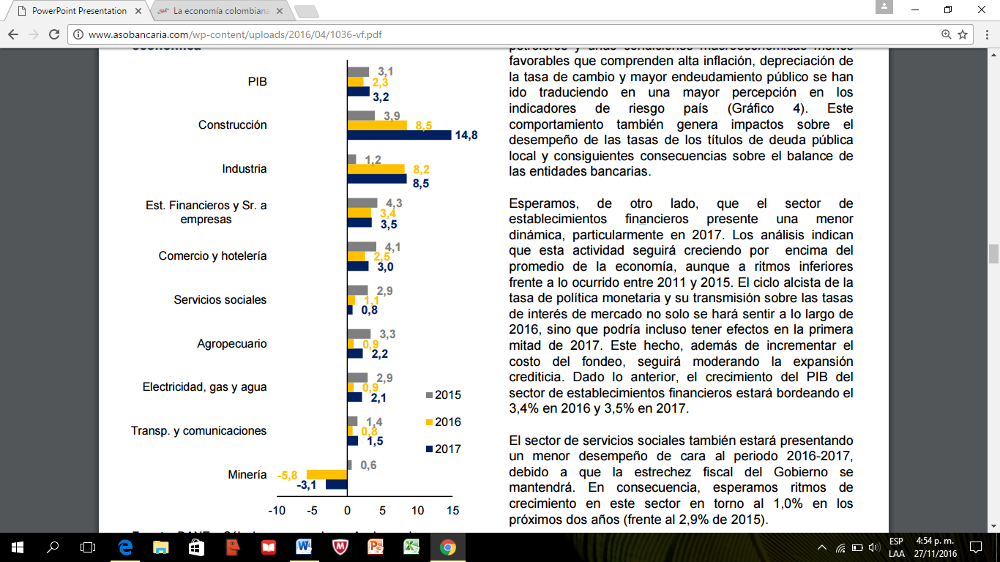 PowerPoint Presentation
La economía colombiana
www.asobancaria.com/wp-content/uploads/2016/04/1036-vf.pdf
PIB
3,1
2,3
3,2
Construcción
3,9
8,5
14,8
Industria
1,2
8,2
8,5
Est. Financieros y Sr. a
empresas
4,3
3,4
3,5
Comercio y hotelería
4,1
2,5
3,0
Servicios sociales
2,9
1,1
0,8
Agropecuario
3,3
0,9
2,2
Electricidad, gas y agua
2,9
0,9
2,1
Transp. y comunicaciones
1,4
0,8
1,5
Minería
0,6
-5,8
-3,1
2015
2016
2017
-10 -5 0 5 10 15
favorables que comprenden alta inflación, depreciación de
la tasa de cambio y mayor endeudamiento público se han
ido traduciendo en una mayor percepción en los
indicadores de riesgo país (Gráfico 4). Este
comportamiento también genera impactos sobre el
desempeño de las tasas de los títulos de deuda pública
local y consiguientes consecuencias sobre el balance de
las entidades bancarias.
Esperamos, de otro lado, que el sector de
establecimientos financieros presente una menor
dinámica, particularmente en 2017. Los análisis indican
que esta actividad seguirá creciendo por encima del
promedio de la economía, aunque a ritmos inferiores
frente a lo ocurrido entre 2011 y 2015. El ciclo alcista de la
tasa de política monetaria y su transmisión sobre las tasas
de interés de mercado no solo se hará sentir a lo largo de
2016, sino que podría incluso tener efectos en la primera
mitad de 2017. Este hecho, además de incrementar el
costo del fondeo, seguirá moderando la expansión
crediticia. Dado lo anterior, el crecimiento del PIB del
sector de establecimientos financieros estará bordeando el
3,4% en 2016 y 3,5% en 2017.
El sector de servicios sociales también estará presentando
un menor desempeño de cara al periodo 2016-2017,
debido a que la estrechez fiscal del Gobierno se
mantendrá. En consecuencia, esperamos ritmos de
crecimiento en este sector en torno al 1,0% en los
próximos dos años (frente al 2,9% de 2015).
ESP
LAA
4:54 p. m.
27/11/2016